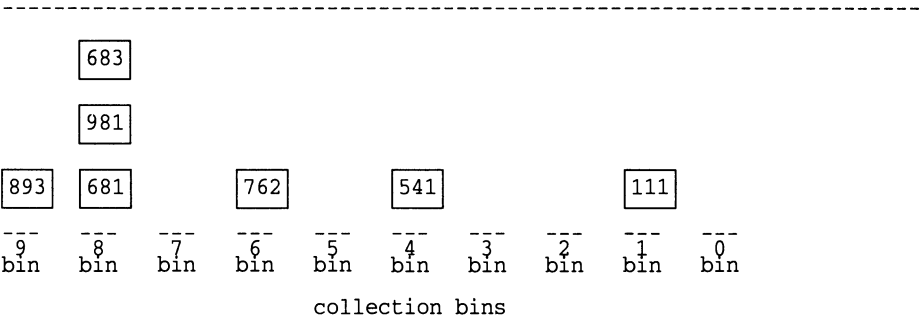 683
981
893 681 762 541 111
9 8 7 6 5 4 3 2 1 0
bin bin bin bin bin bin bin bin bin bin
collection bins